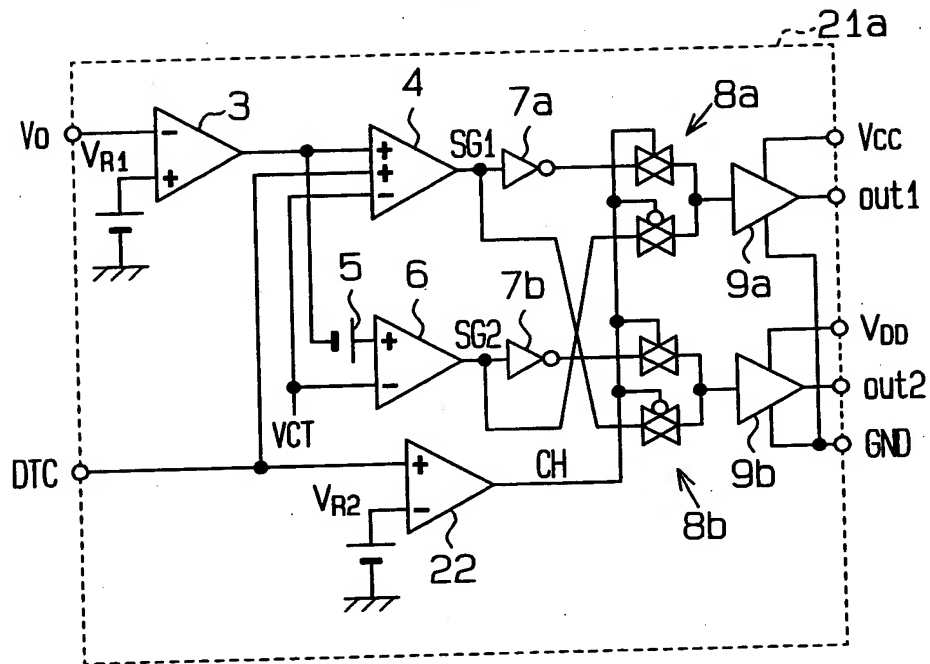 21a
3
4
7a
8a
Vo
VR1
SG1
VCC
out1
9a
5
6
7b
SG2
VDD
out2
VCT
DTC
VR2
CH
GND
9b
8b
22